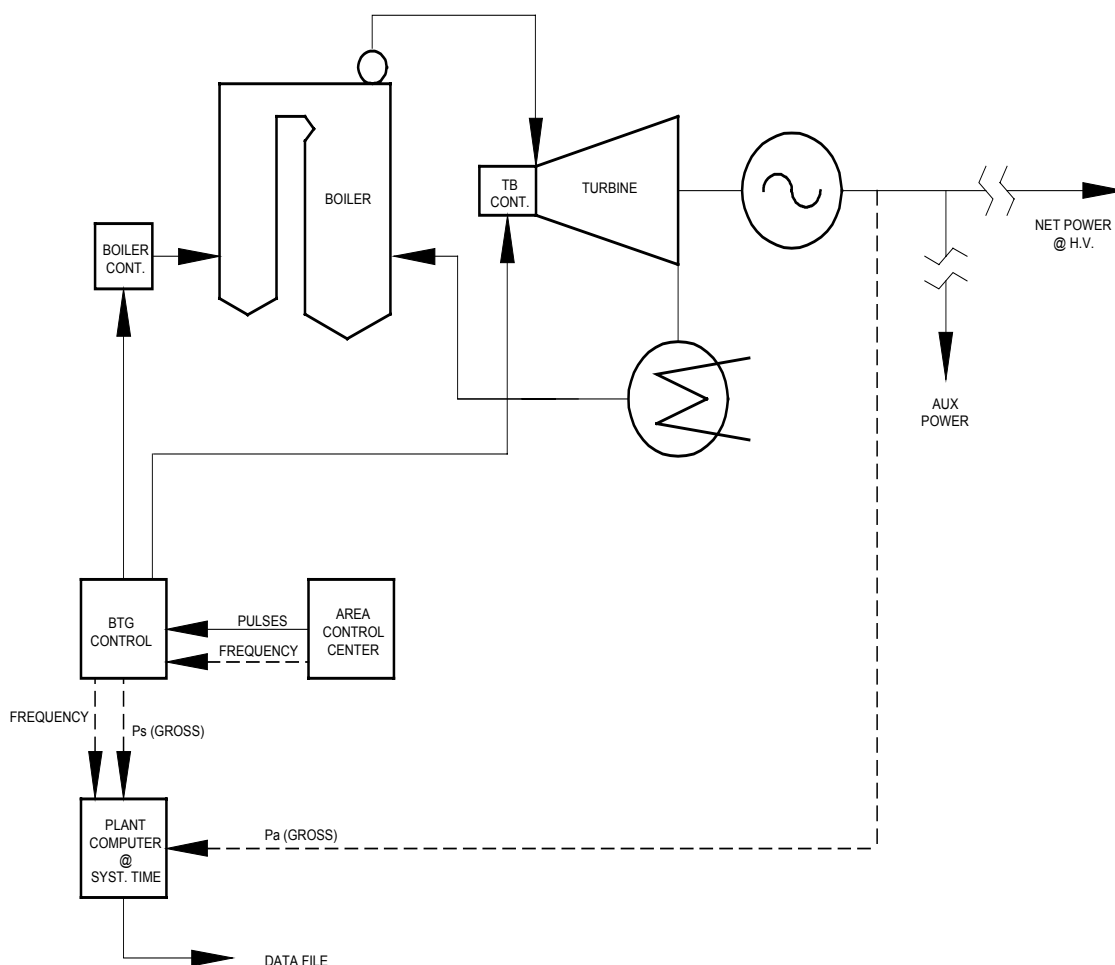 TB
CONT.
TURBINE
BOILER
NET POWER
@ H.V.
BOILER
CONT.
AUX
POWER
PULSES
FREQUENCY
BTG
CONTROL
AREA
CONTROL
CENTER
FREQUENCY
Ps (GROSS)
PLANT
COMPUTER
@
SYST. TIME
Pa (GROSS)
DATA FILE